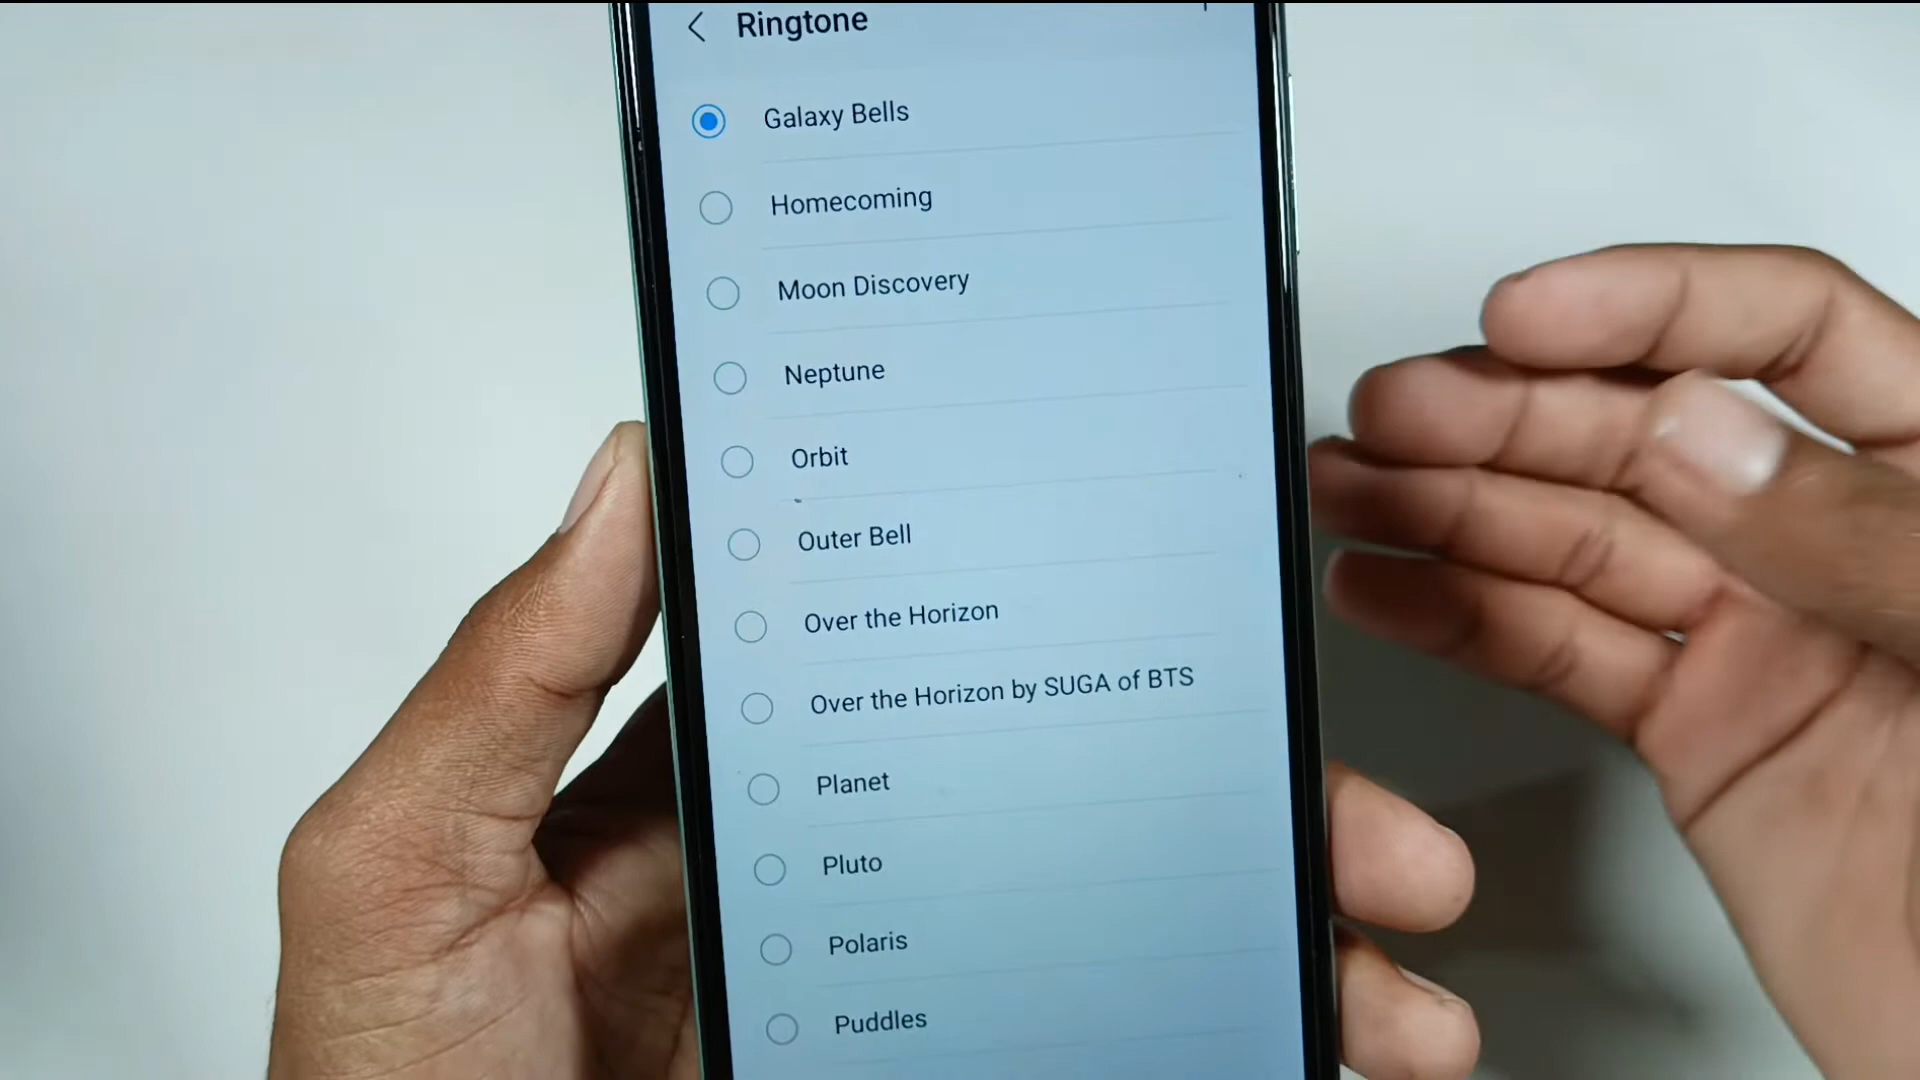 Ringtone
Galaxy Bells
Homecoming
Moon Discovery
Neptune
Orbit
Outer Bell
Over the Horizon
Over the Horizon by SUGA of BTS
Planet
Pluto
Polaris
Puddles